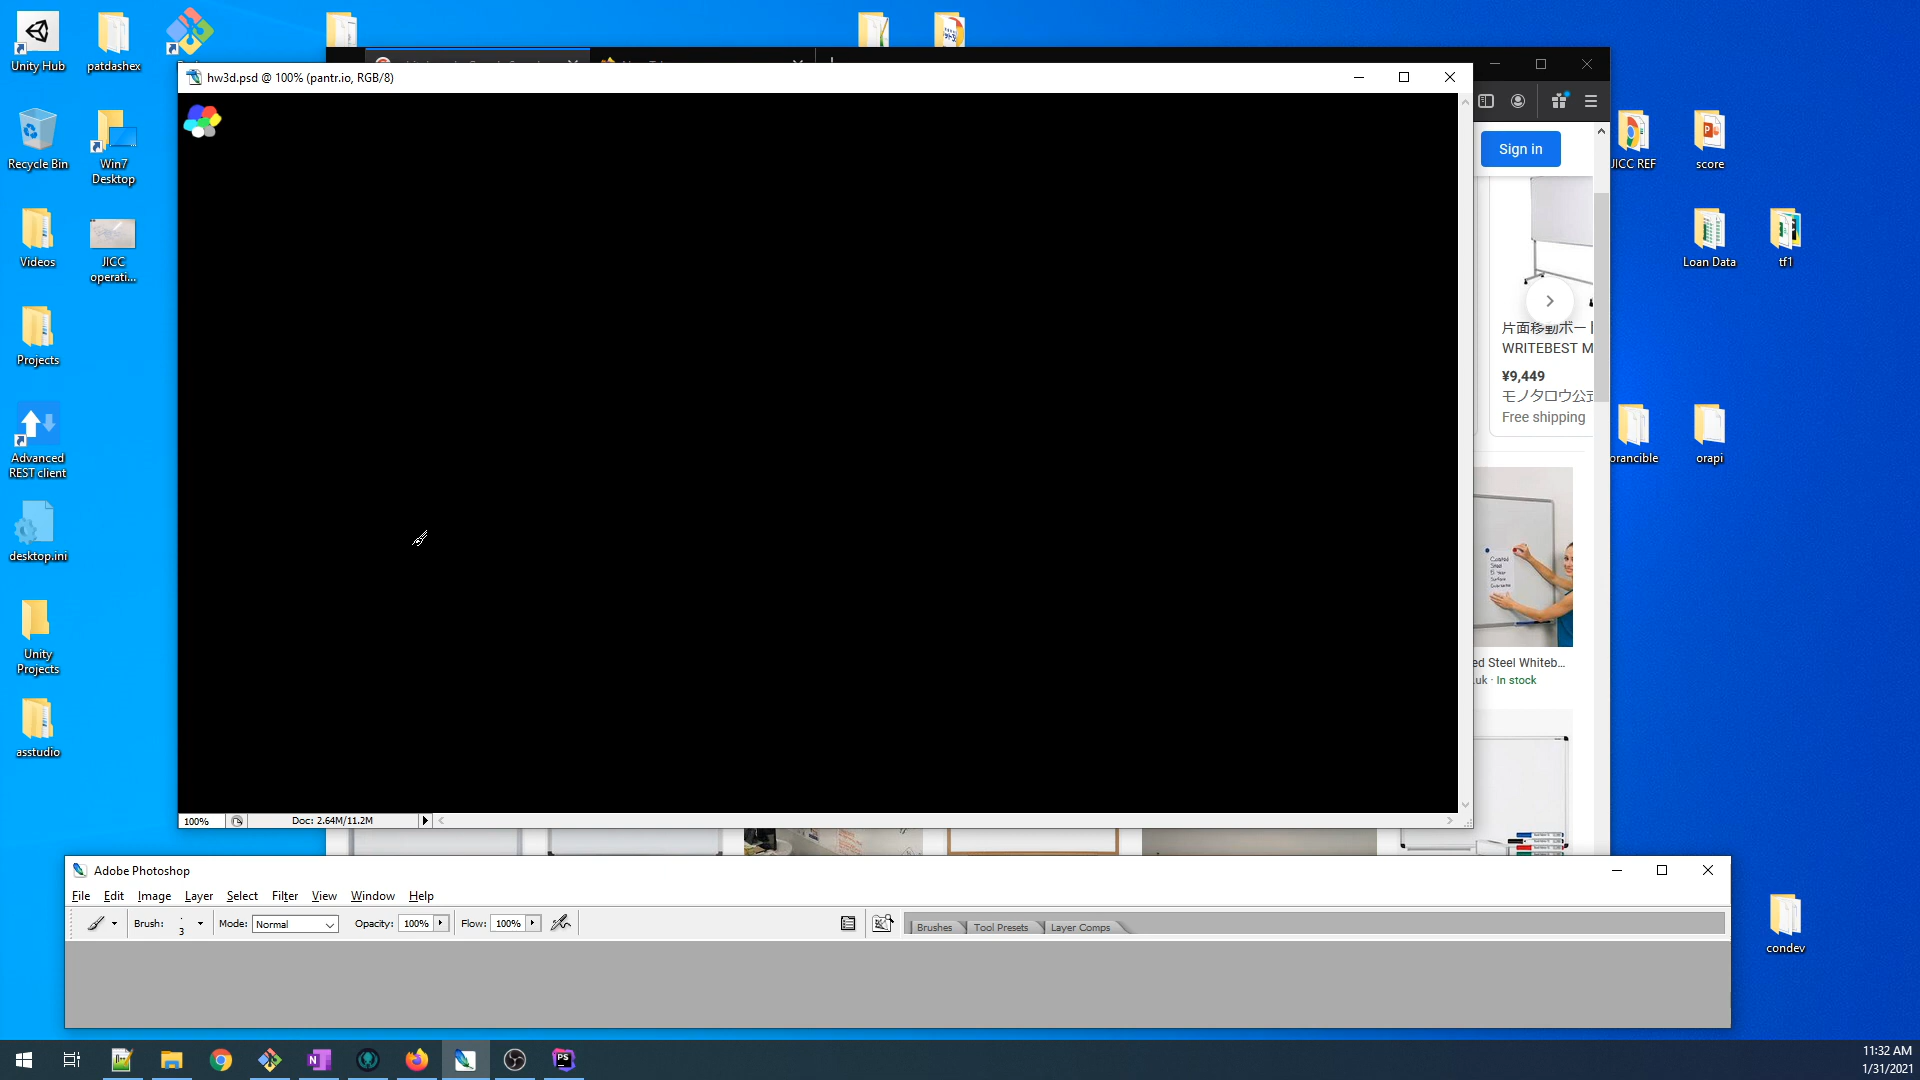 Unity Hub
patdashex
hw3d.psd @ 100% (pantr.io, RGB/8)
Recycle Bin
Win7
Desktop
Sign in
JICC REF
score
Videos
JICC
operati...
Loan Data
tf1
片面移動ボード
WRITEBEST M
¥9,449
モノタロウ公式
Free shipping
Projects
Advanced
REST client
orancible
orapi
desktop.ini
Unity
Projects
ed Steel Whiteb...
.uk · In stock
asstudio
100%
Doc: 2.64M/11.2M
Adobe Photoshop
File Edit Image Layer Select Filter View Window Help
Brush: 3 Mode: Normal Opacity: 100% Flow: 100%
Brushes Tool Presets Layer Comps
condev
11:32 AM
1/31/2021